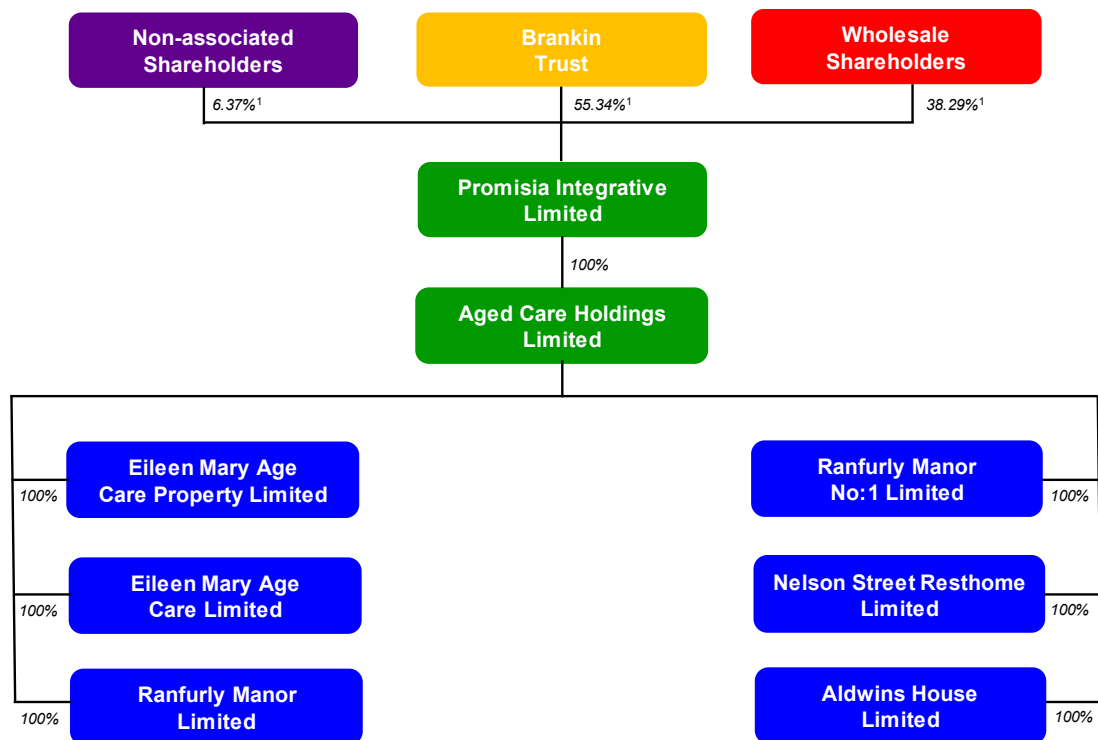 Non-associated
Shareholders
Brankin
Trust
Wholesale
Shareholders
6.37%¹
55.34%¹
38.29%¹
Promisia Integrative
Limited
100%
Aged Care Holdings
Limited
Eileen Mary Age
Care Property Limited
100%
Ranfurly Manor
No:1 Limited
100%
Eileen Mary Age
Care Limited
100%
Nelson Street Resthome
Limited
100%
Ranfurly Manor
Limited
100%
Aldwins House
Limited
100%